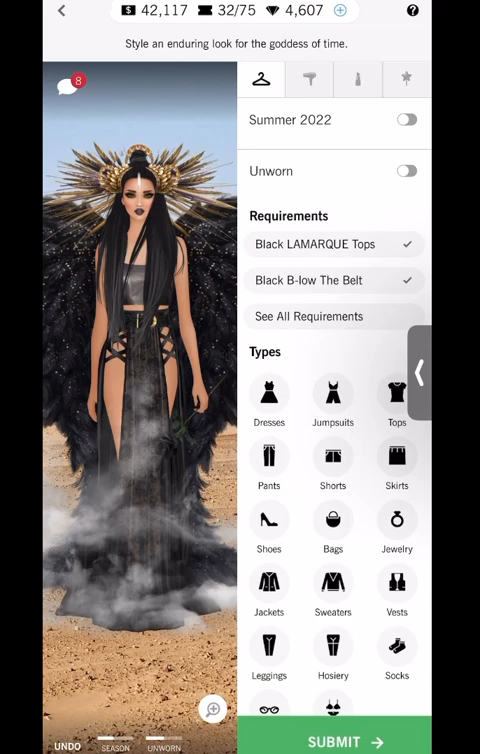 42,117 32/75 4,607
Style an enduring look for the goddess of time.
8
Summer 2022
Unworn
Requirements
Black LAMARQUE Tops
Black B-low The Belt
See All Requirements
Types
Dresses Jumpsuits Tops
Pants Shorts Skirts
Shoes Bags Jewelry
Jackets Sweaters Vests
Leggings Hosiery Socks
UNDO SEASON UNWORN
SUBMIT